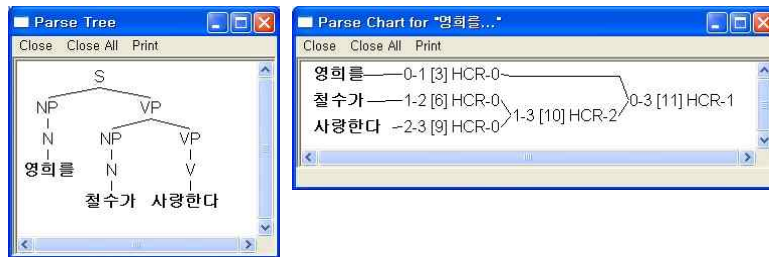 Parse Tree
Close Close All Print
S
NP VP
N NP VP
영희를 N V
철수가 사랑한다
Parse Chart for "영희를..."
Close Close All Print
영희를 0-1 [3] HCR-0
철수가 1-2 [6] HCR-0 1-3 [10] HCR-2 0-3 [11] HCR-1
사랑한다 2-3 [9] HCR-0